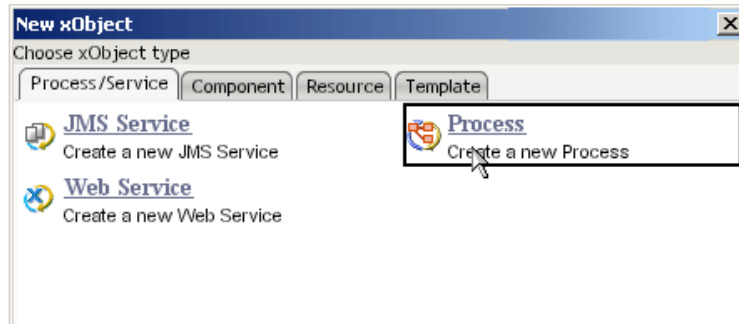 New xObject
Choose xObject type
Process/Service Component Resource Template
JMS Service
Create a new JMS Service
Process
Create a new Process
Web Service
Create a new Web Service